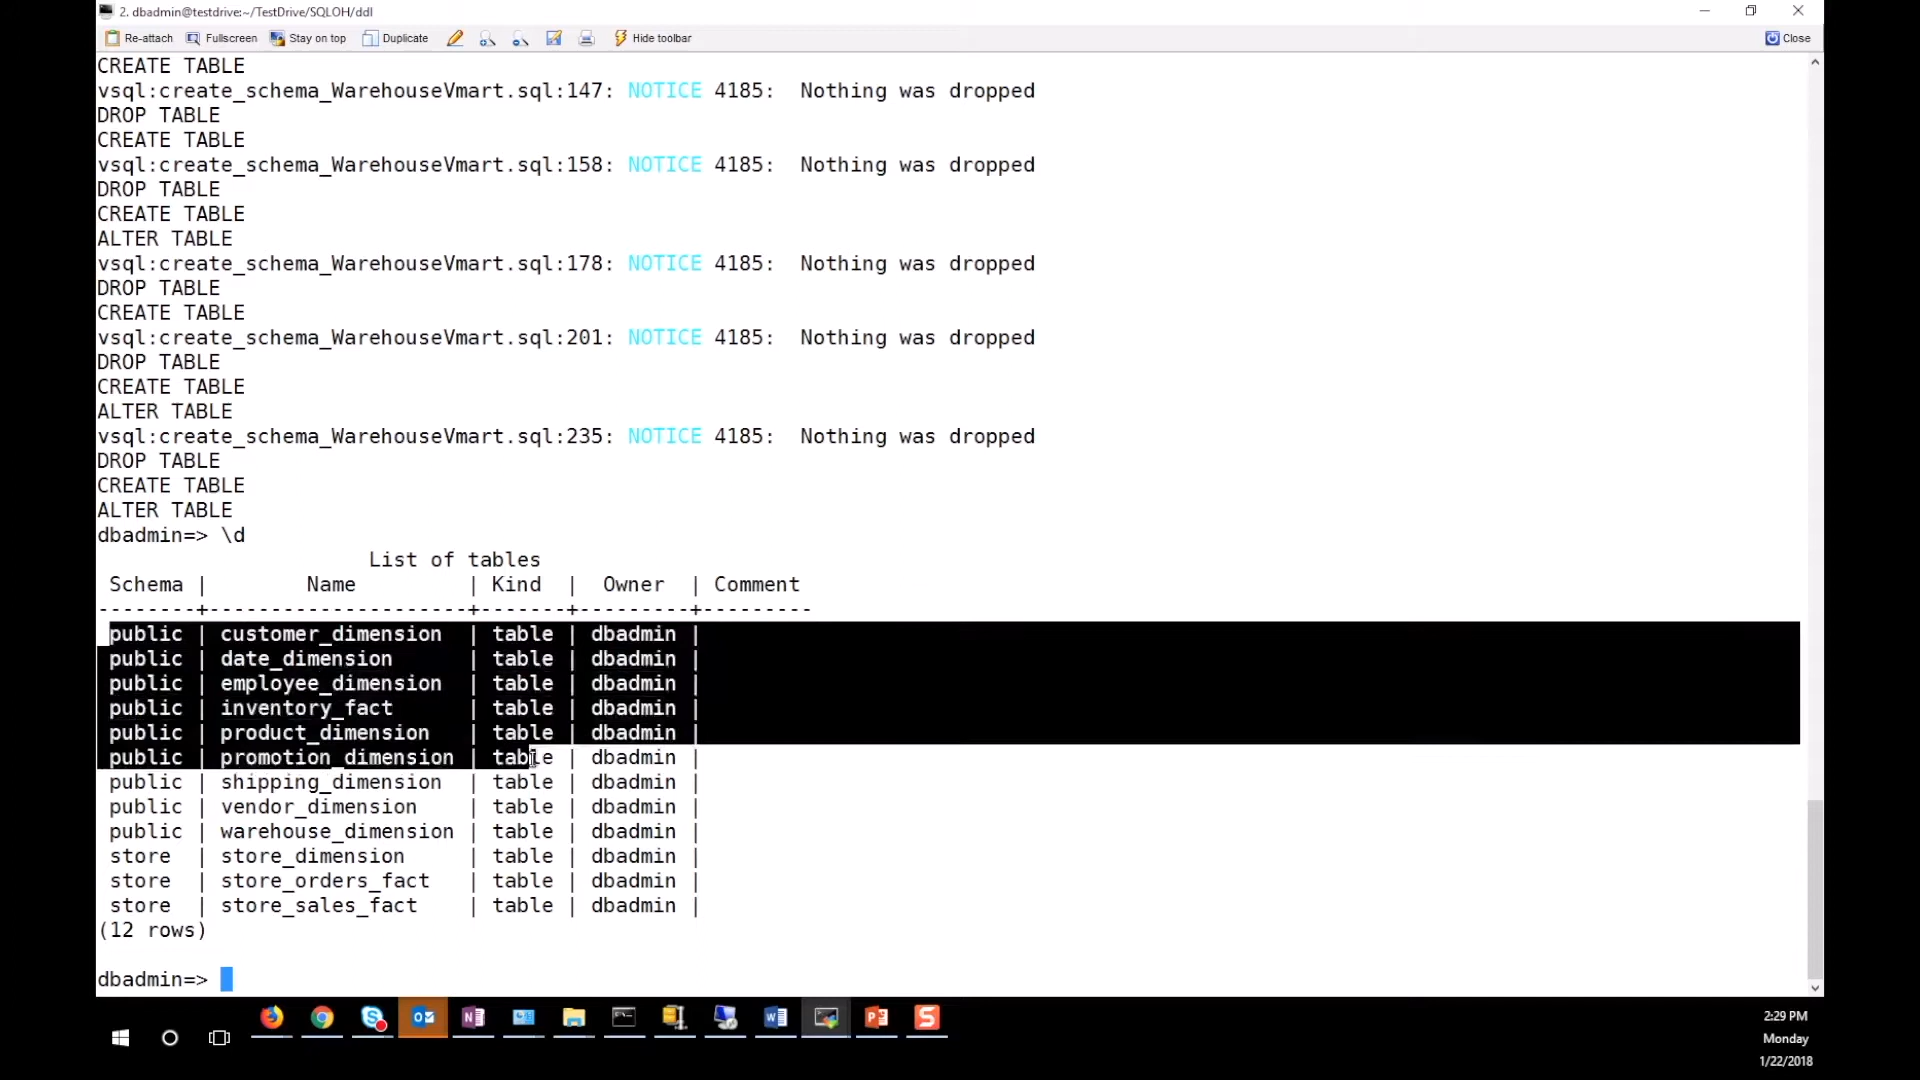 2. dbadmin@testdrive:~/TestDrive/SQLOH/ddl
Re-attach Fullscreen Stay on top Duplicate Hide toolbar Close
CREATE TABLE
vsql:create_schema_WarehouseVmart.sql:147: NOTICE 4185:  Nothing was dropped
DROP TABLE
CREATE TABLE
vsql:create_schema_WarehouseVmart.sql:158: NOTICE 4185:  Nothing was dropped
DROP TABLE
CREATE TABLE
ALTER TABLE
vsql:create_schema_WarehouseVmart.sql:178: NOTICE 4185:  Nothing was dropped
DROP TABLE
CREATE TABLE
vsql:create_schema_WarehouseVmart.sql:201: NOTICE 4185:  Nothing was dropped
DROP TABLE
CREATE TABLE
ALTER TABLE
vsql:create_schema_WarehouseVmart.sql:235: NOTICE 4185:  Nothing was dropped
DROP TABLE
CREATE TABLE
ALTER TABLE
dbadmin=> \d
List of tables
Schema |        Name         | Kind  |  Owner  | Comment
--------+---------------------+-------+---------+---------
public | customer_dimension  | table | dbadmin |
public | date_dimension      | table | dbadmin |
public | employee_dimension  | table | dbadmin |
public | inventory_fact      | table | dbadmin |
public | product_dimension   | table | dbadmin |
public | promotion_dimension | table | dbadmin |
public | shipping_dimension  | table | dbadmin |
public | vendor_dimension    | table | dbadmin |
public | warehouse_dimension | table | dbadmin |
store  | store_dimension     | table | dbadmin |
store  | store_orders_fact   | table | dbadmin |
store  | store_sales_fact    | table | dbadmin |
(12 rows)
dbadmin=>
2:29 PM
Monday
1/22/2018